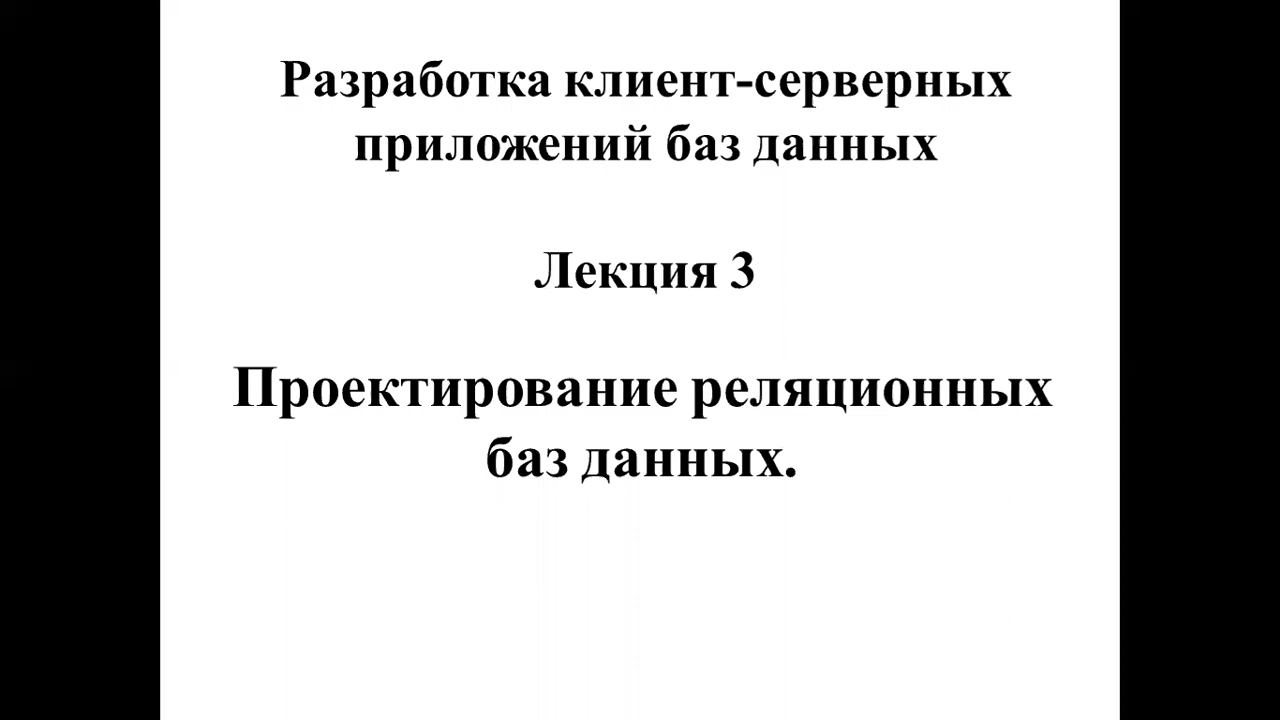 Разработка клиент-серверных
приложений баз данных
Лекция 3
Проектирование реляционных
баз данных.